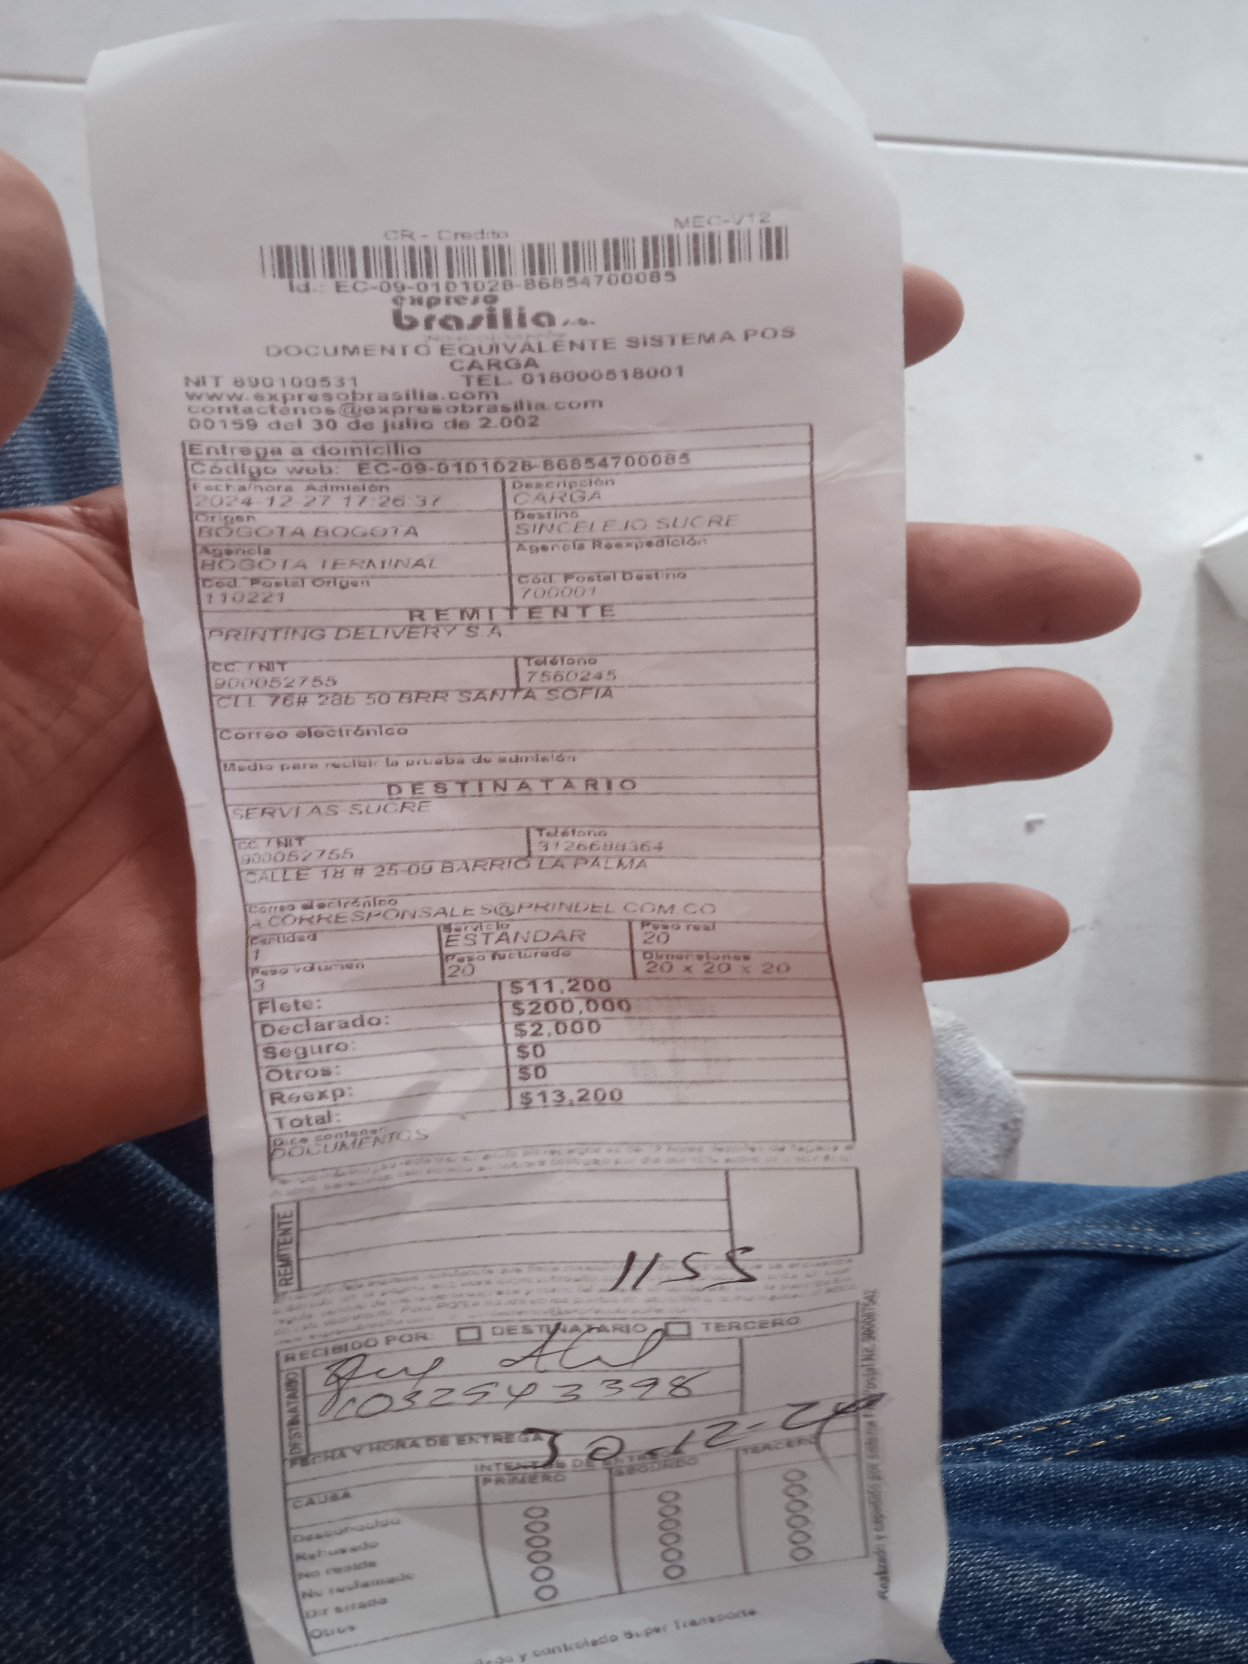 CR - Credito MEC-V12
Id.: EC-09-0101028-86854700085
expreso
brasilia s.a.
DOCUMENTO EQUIVALENTE SISTEMA POS
CARGA
NIT 890100531 TEL. 018000518001
www.expresobrasilia.com
contactenos@expresobrasilia.com
00159 del 30 de julio de 2.002
Entrega a domicilio
Código web: EC-09-0101028-86854700085
Fecha/hora Admisión Descripción
2024-12-27 17:26:37 CARGA
Origen Destino
BOGOTA BOGOTA SINCELEJO SUCRE
Agencia Agencia Reexpedición
BOGOTA TERMINAL
Cód. Postal Origen Cód. Postal Destino
110221 700001
REMITENTE
PRINTING DELIVERY S.A
CC / NIT Teléfono
900052755 7560245
CLL 76# 28b 50 BRR SANTA SOFIA
Correo electrónico
Medio para recibir la prueba de admisión
DESTINATARIO
SERVI AS SUCRE
CC / NIT Teléfono
900052755 3126688364
CALLE 18 # 25-09 BARRIO LA PALMA
Correo electrónico
A CORRESPONSALES@PRINDEL.COM.CO
Cantidad Servicio Peso real
1 ESTANDAR 20
Peso volumen Peso facturado Dimensiones
3 20 20 x 20 x 20
Flete: $11,200
Declarado: $200,000
Seguro: $2,000
Otros: $0
Reexp: $0
Total: $13,200
Dice contener
DOCUMENTOS
REMITENTE
1155
RECIBIDO POR: DESTINATARIO TERCERO
DESTINATARIO
1032543398
FECHA Y HORA DE ENTREGA 30-12-24
INTENTOS DE ENTREGA
CAUSA PRIMERO SEGUNDO TERCERO
Desconocido
Rehusado
No reside
No reclamado
Dir errada
Otros
y controlado Super Transporte